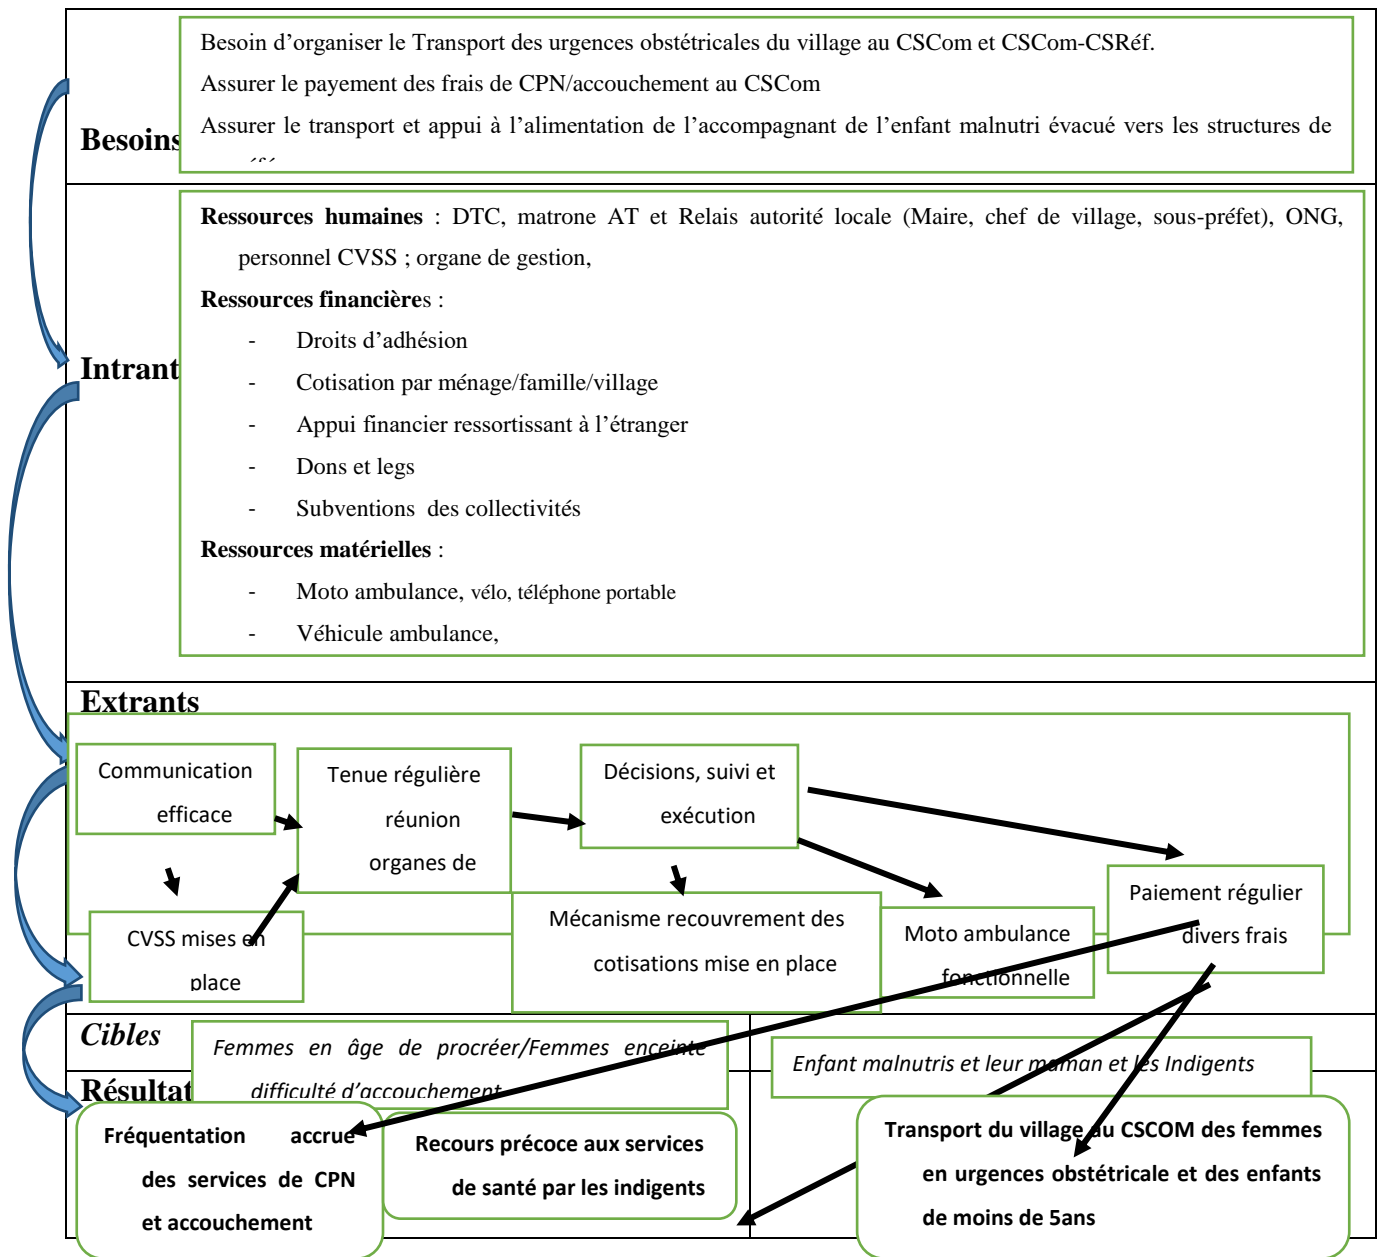 Besoin d’organiser le Transport des urgences obstétricales du village au CSCom et CSCom-CSRéf.
Assurer le payement des frais de CPN/accouchement au CSCom
Assurer le transport et appui à l’alimentation de l’accompagnant de l’enfant malnutri évacué vers les structures de
Besoins
Ressources humaines : DTC, matrone AT et Relais autorité locale (Maire, chef de village, sous-préfet), ONG,
personnel CVSS ; organe de gestion,
Ressources financières :
- Droits d’adhésion
Intrant
- Cotisation par ménage/famille/village
- Appui financier ressortissant à l’étranger
- Dons et legs
- Subventions des collectivités
Ressources matérielles :
- Moto ambulance, vélo, téléphone portable
- Véhicule ambulance,
Extrants
Communication
efficace
Tenue régulière
réunion
organes de
Décisions, suivi et
exécution
CVSS mises en
place
Mécanisme recouvrement des
cotisations mise en place
Moto ambulance
fonctionnelle
Paiement régulier
divers frais
Cibles
Femmes en âge de procréer/Femmes enceinte
difficulté d’accouchement
Enfant malnutris et leur maman et les Indigents
Résultat
Fréquentation accrue
des services de CPN
et accouchement
Recours précoce aux services
de santé par les indigents
Transport du village au CSCOM des femmes
en urgences obstétricale et des enfants
de moins de 5ans